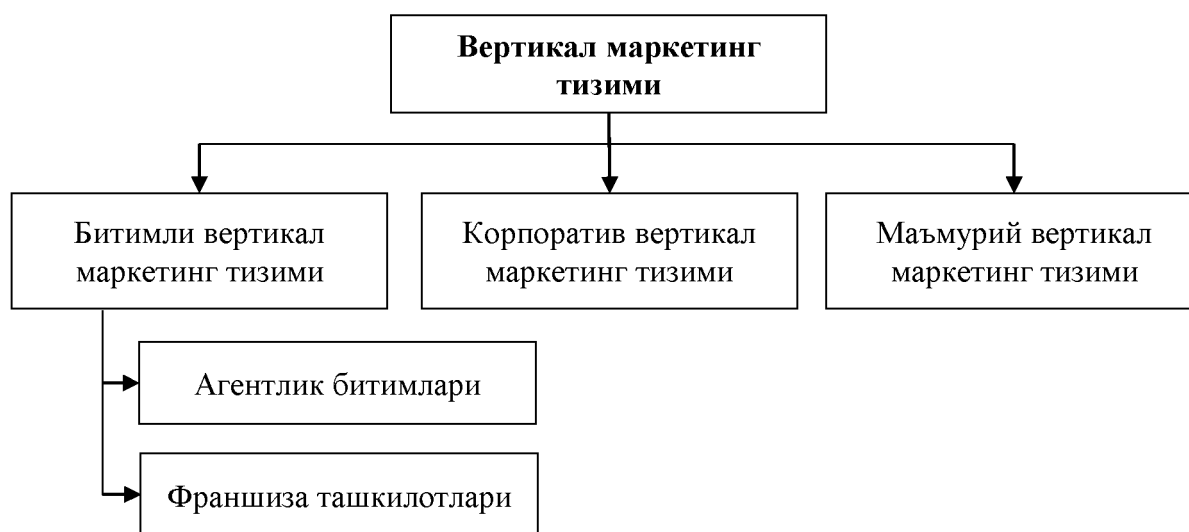 Вертикал маркетинг
тизими
Битимли вертикал
маркетинг тизими
Корпоратив вертикал
маркетинг тизими
Маъмурий вертикал
маркетинг тизими
Агентлик битимлари
Франшиза ташкилотлари